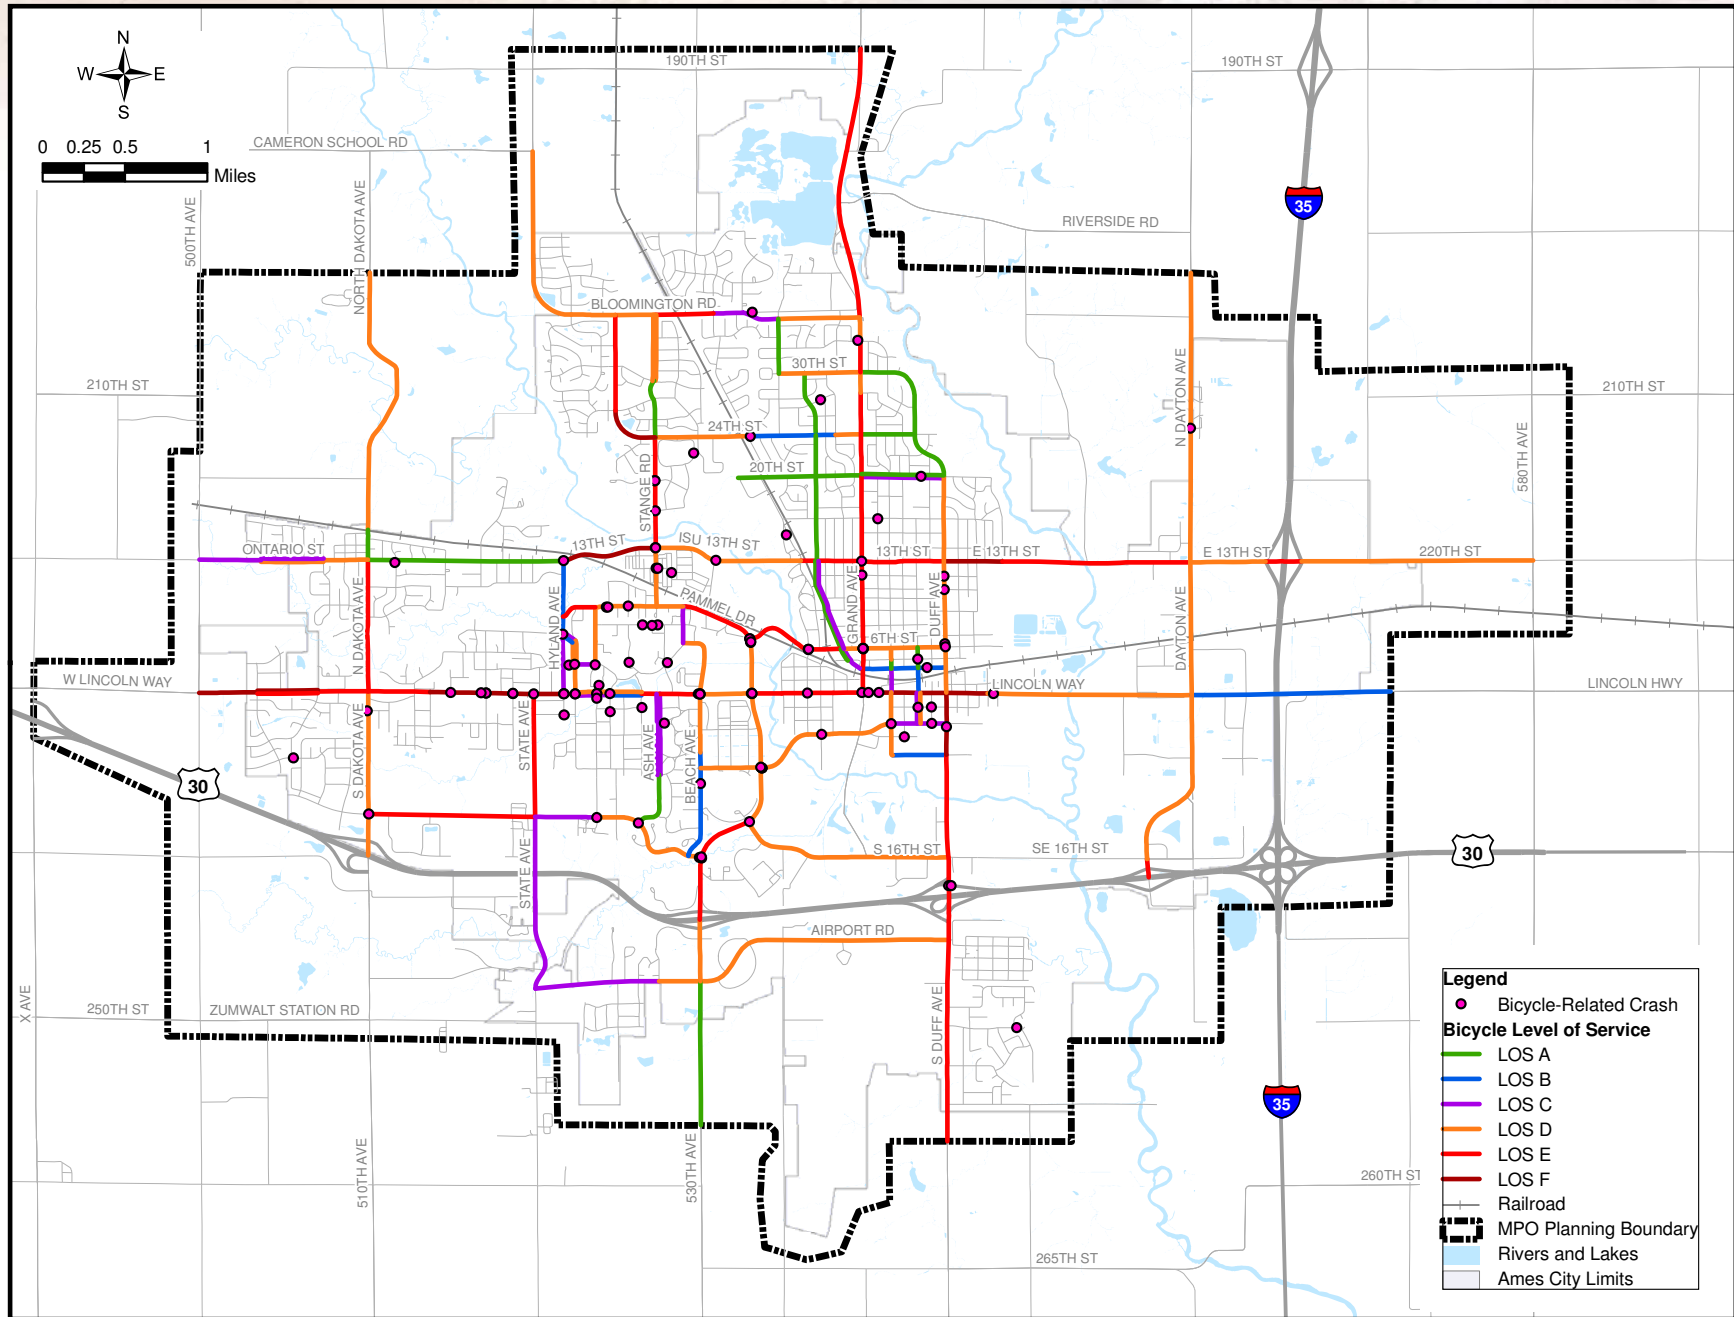 N
W E
S
0 0.25 0.5 1
Miles
190TH ST
190TH ST
CAMERON SCHOOL RD
NORTH DAKOTA AVE
500TH AVE
35
RIVERSIDE RD
BLOOMINGTON RD
30TH ST
210TH ST
210TH ST
N DAYTON AVE
24TH ST
580TH AVE
20TH ST
STANGE RD
ONTARIO ST
13TH ST
ISU 13TH ST
13TH ST
E 13TH ST
E 13TH ST
220TH ST
N DAKOTA AVE
HYLAND AVE
PAMMEL DR
GRAND AVE
DUFF AVE
DAYTON AVE
6TH ST
W LINCOLN WAY
LINCOLN WAY
LINCOLN HWY
S DAKOTA AVE
STATE AVE
ASH AVE
BEACH AVE
30
S 16TH ST
SE 16TH ST
30
STATE AVE
AIRPORT RD
X AVE
250TH ST
ZUMWALT STATION RD
S DUFF AVE
35
510TH AVE
530TH AVE
260TH ST
265TH ST
Legend
Bicycle-Related Crash
Bicycle Level of Service
LOS A
LOS B
LOS C
LOS D
LOS E
LOS F
Railroad
MPO Planning Boundary
Rivers and Lakes
Ames City Limits